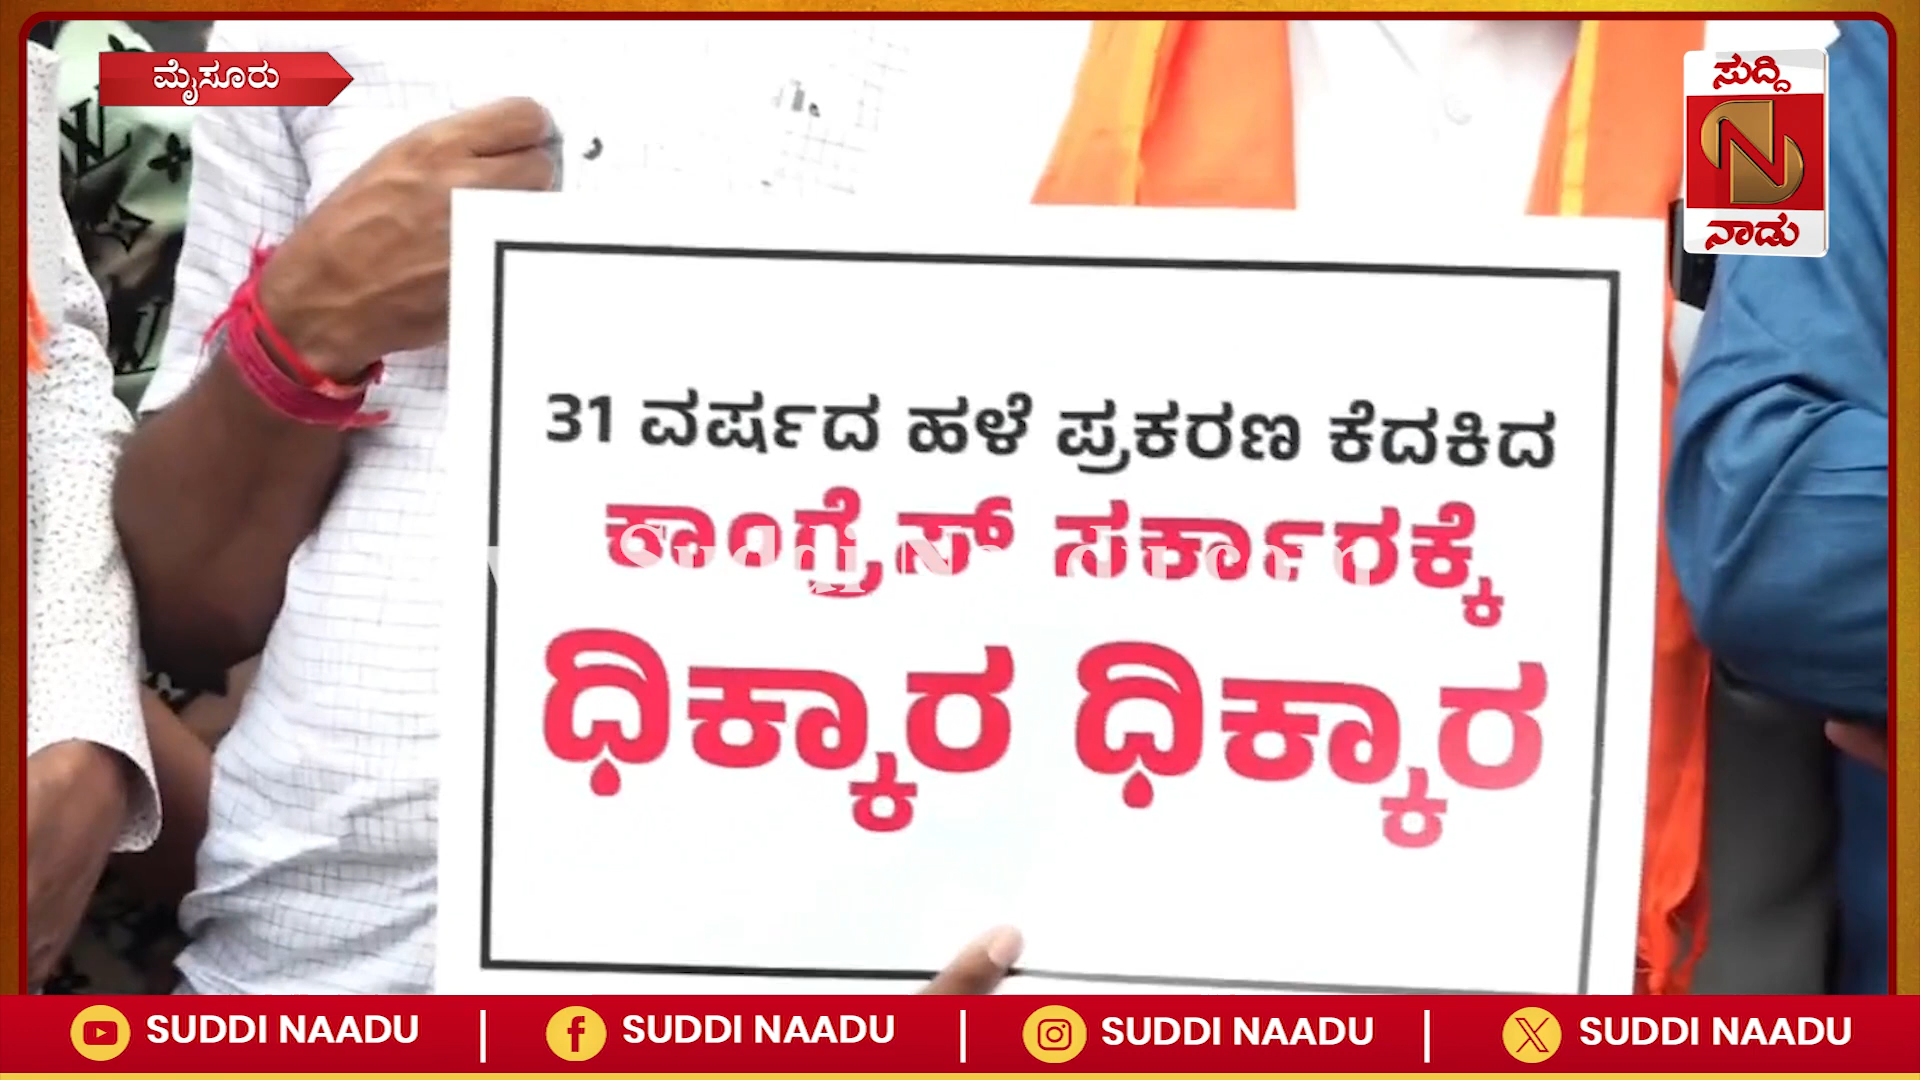 ಮೈಸೂರು
ಸುದ್ದಿ
N
ನಾಡು
31 ವರ್ಷದ ಹಳೆ ಪ್ರಕರಣ ಕೆದಕಿದ
ಕಾಂಗ್ರೆಸ್ ಸರ್ಕಾರಕ್ಕೆ
ಧಿಕ್ಕಾರ ಧಿಕ್ಕಾರ
SUDDI NAADU | SUDDI NAADU | SUDDI NAADU | SUDDI NAADU